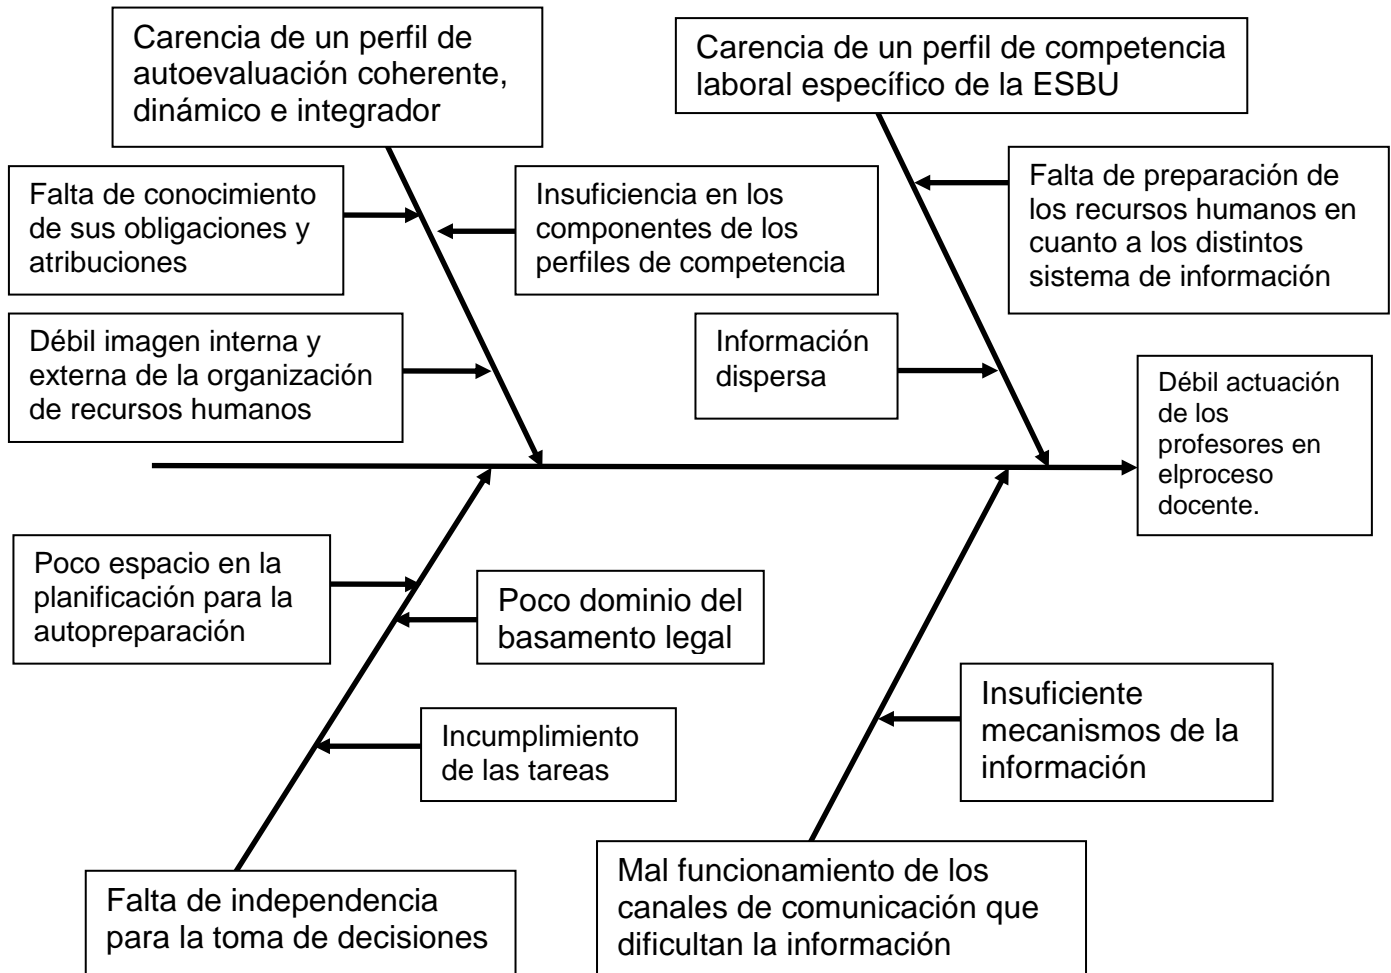 Carencia de un perfil de
autoevaluación coherente,
dinámico e integrador
Carencia de un perfil de competencia
laboral específico de la ESBU
Falta de conocimiento
de sus obligaciones y
atribuciones
Insuficiencia en los
componentes de los
perfiles de competencia
Falta de preparación de
los recursos humanos en
cuanto a los distintos
sistema de información
Débil imagen interna y
externa de la organización
de recursos humanos
Información
dispersa
Débil actuación
de los
profesores en
elproceso
docente.
Poco espacio en la
planificación para la
autopreparación
Poco dominio del
basamento legal
Incumplimiento
de las tareas
Insuficiente
mecanismos de la
información
Falta de independencia
para la toma de decisiones
Mal funcionamiento de los
canales de comunicación que
dificultan la información